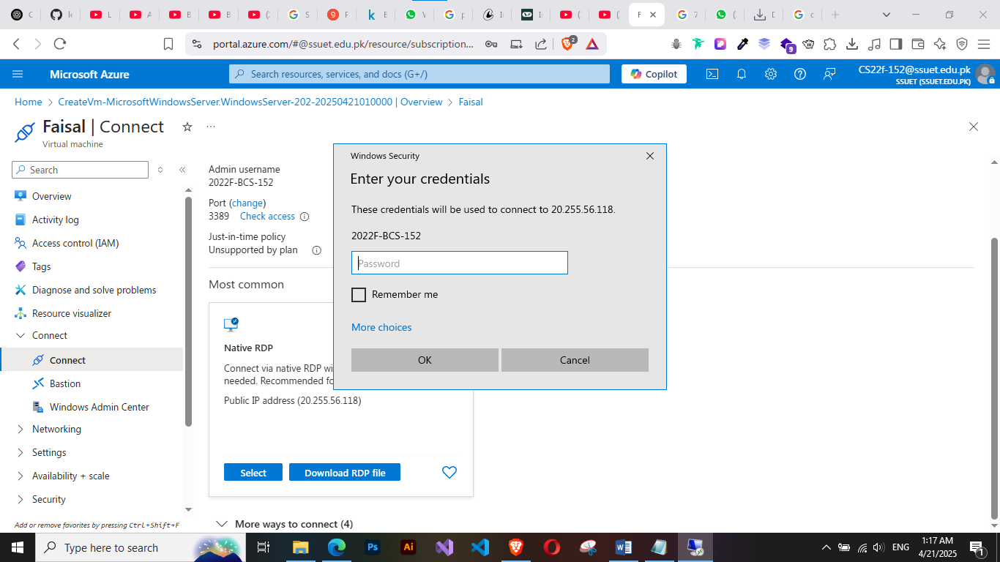 portal.azure.com/#@ssuet.edu.pk/resource/subscription...
2
9
Microsoft Azure
Search resources, services, and docs (G+/)
Copilot
CS22f-152@ssuet.edu.pk
SSUET (SSUET.EDU.PK)
Home > CreateVm-MicrosoftWindowsServer.WindowsServer-202-20250421010000 | Overview > Faisal
Faisal | Connect
Virtual machine
Search
Overview
Activity log
Access control (IAM)
Tags
Diagnose and solve problems
Resource visualizer
Connect
Connect
Bastion
Windows Admin Center
Networking
Settings
Availability + scale
Security
Add or remove favorites by pressing Ctrl+Shift+F
Admin username
2022F-BCS-152
Port (change)
3389 Check access
Just-in-time policy
Unsupported by plan
Most common
Native RDP
Connect via native RDP wi
needed. Recommended fo
Public IP address (20.255.56.118)
Select
Download RDP file
More ways to connect (4)
Windows Security
Enter your credentials
These credentials will be used to connect to 20.255.56.118.
2022F-BCS-152
Password
Remember me
More choices
OK
Cancel
Type here to search
Ps
Ai
ENG
1:17 AM
4/21/2025
1